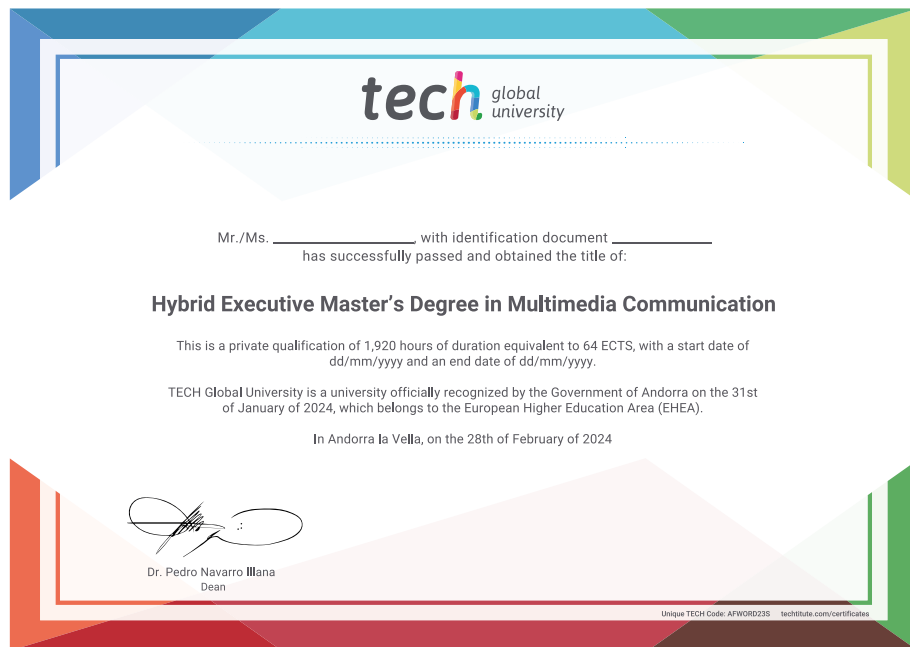 tech global
university
Mr./Ms. ____________, with identification document ____________
has successfully passed and obtained the title of:
Hybrid Executive Master's Degree in Multimedia Communication
This is a private qualification of 1,920 hours of duration equivalent to 64 ECTS, with a start date of
dd/mm/yyyy and an end date of dd/mm/yyyy.
TECH Global University is a university officially recognized by the Government of Andorra on the 31st
of January of 2024, which belongs to the European Higher Education Area (EHEA).
In Andorra la Vella, on the 28th of February of 2024
Dr. Pedro Navarro Illana
Dean
Unique TECH Code: AFWORD23S techtitute.com/certificates